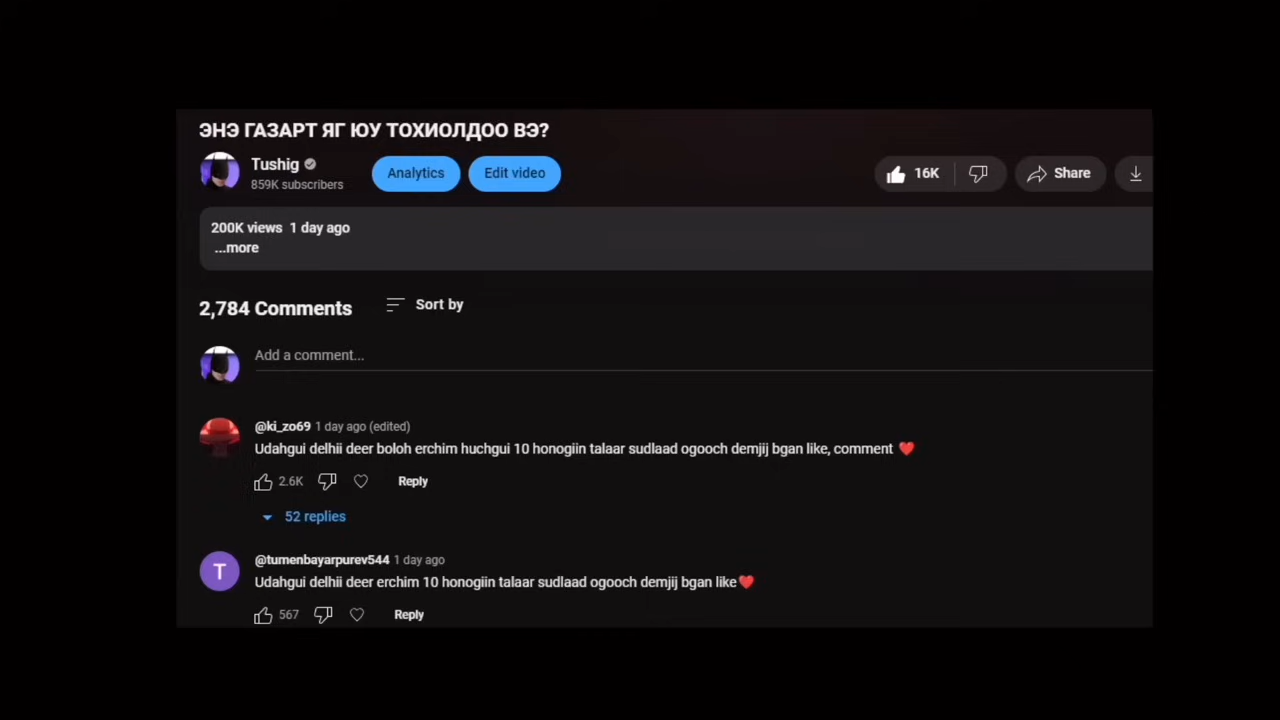 ЭНЭ ГАЗАРТ ЯГ ЮУ ТОХИОЛДОО ВЭ?
Tushig
859K subscribers
Analytics
Edit video
16K
Share
200K views 1 day ago
...more
2,784 Comments
Sort by
Add a comment...
@ki_zo69 1 day ago (edited)
Udahgui delhii deer boloh erchim huchgui 10 honogiin talaar sudlaad ogooch demjij bgan like, comment ❤️
2.6K
Reply
52 replies
T
@tumenbayarpurev544 1 day ago
Udahgui delhii deer erchim 10 honogiin talaar sudlaad ogooch demjij bgan like❤️
567
Reply